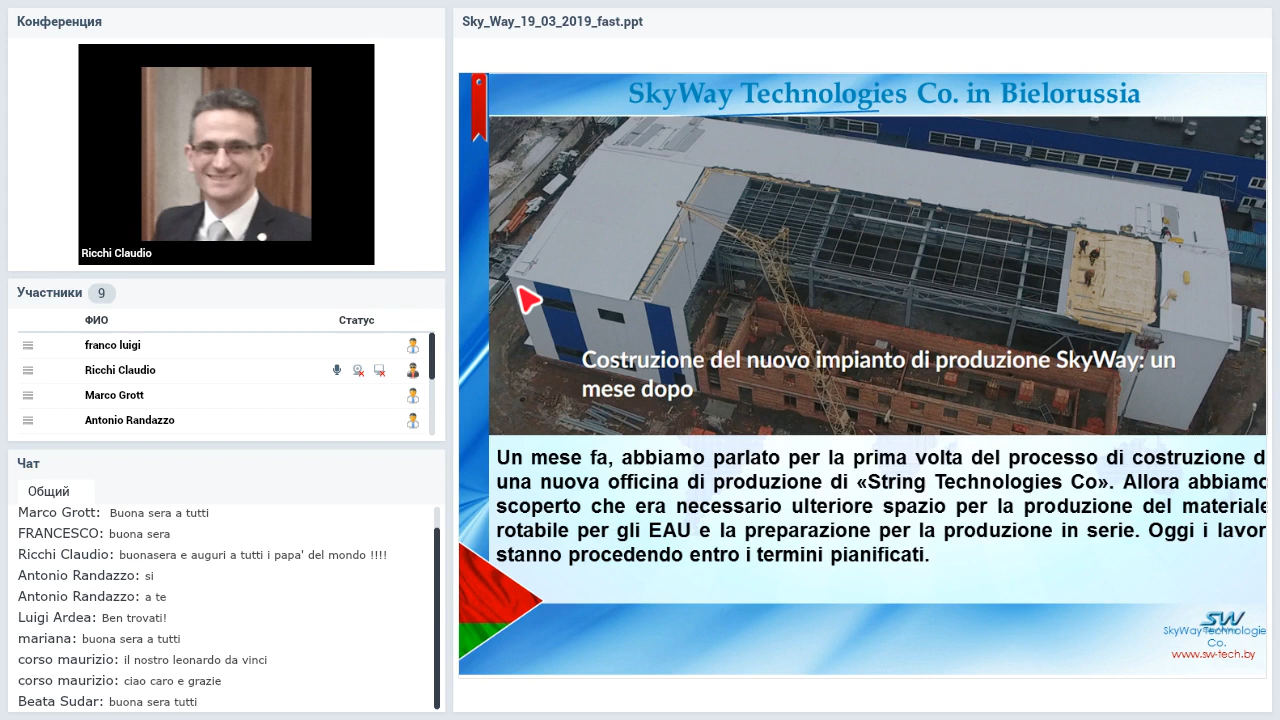 Конференция
Ricchi Claudio
Участники 9
ФИО Статус
franco luigi
Ricchi Claudio
Marco Grott
Antonio Randazzo
Чат
Общий
Marco Grott: Buona sera a tutti
FRANCESCO: buona sera
Ricchi Claudio: buonasera e auguri a tutti i papa' del mondo !!!!
Antonio Randazzo: si
Antonio Randazzo: a te
Luigi Ardea: Ben trovati!
mariana: buona sera a tutti
corso maurizio: il nostro leonardo da vinci
corso maurizio: ciao caro e grazie
Beata Sudar: buona sera tutti
Sky_Way_19_03_2019_fast.ppt
SkyWay Technologies Co. in Bielorussia
Costruzione del nuovo impianto di produzione SkyWay: un
mese dopo
Un mese fa, abbiamo parlato per la prima volta del processo di costruzione d
una nuova officina di produzione di «String Technologies Co». Allora abbiamo
scoperto che era necessario ulteriore spazio per la produzione del materiale
rotabile per gli EAU e la preparazione per la produzione in serie. Oggi i lavor
stanno procedendo entro i termini pianificati.
SW
SkyWay Technologie
Co.
www.sw-tech.by